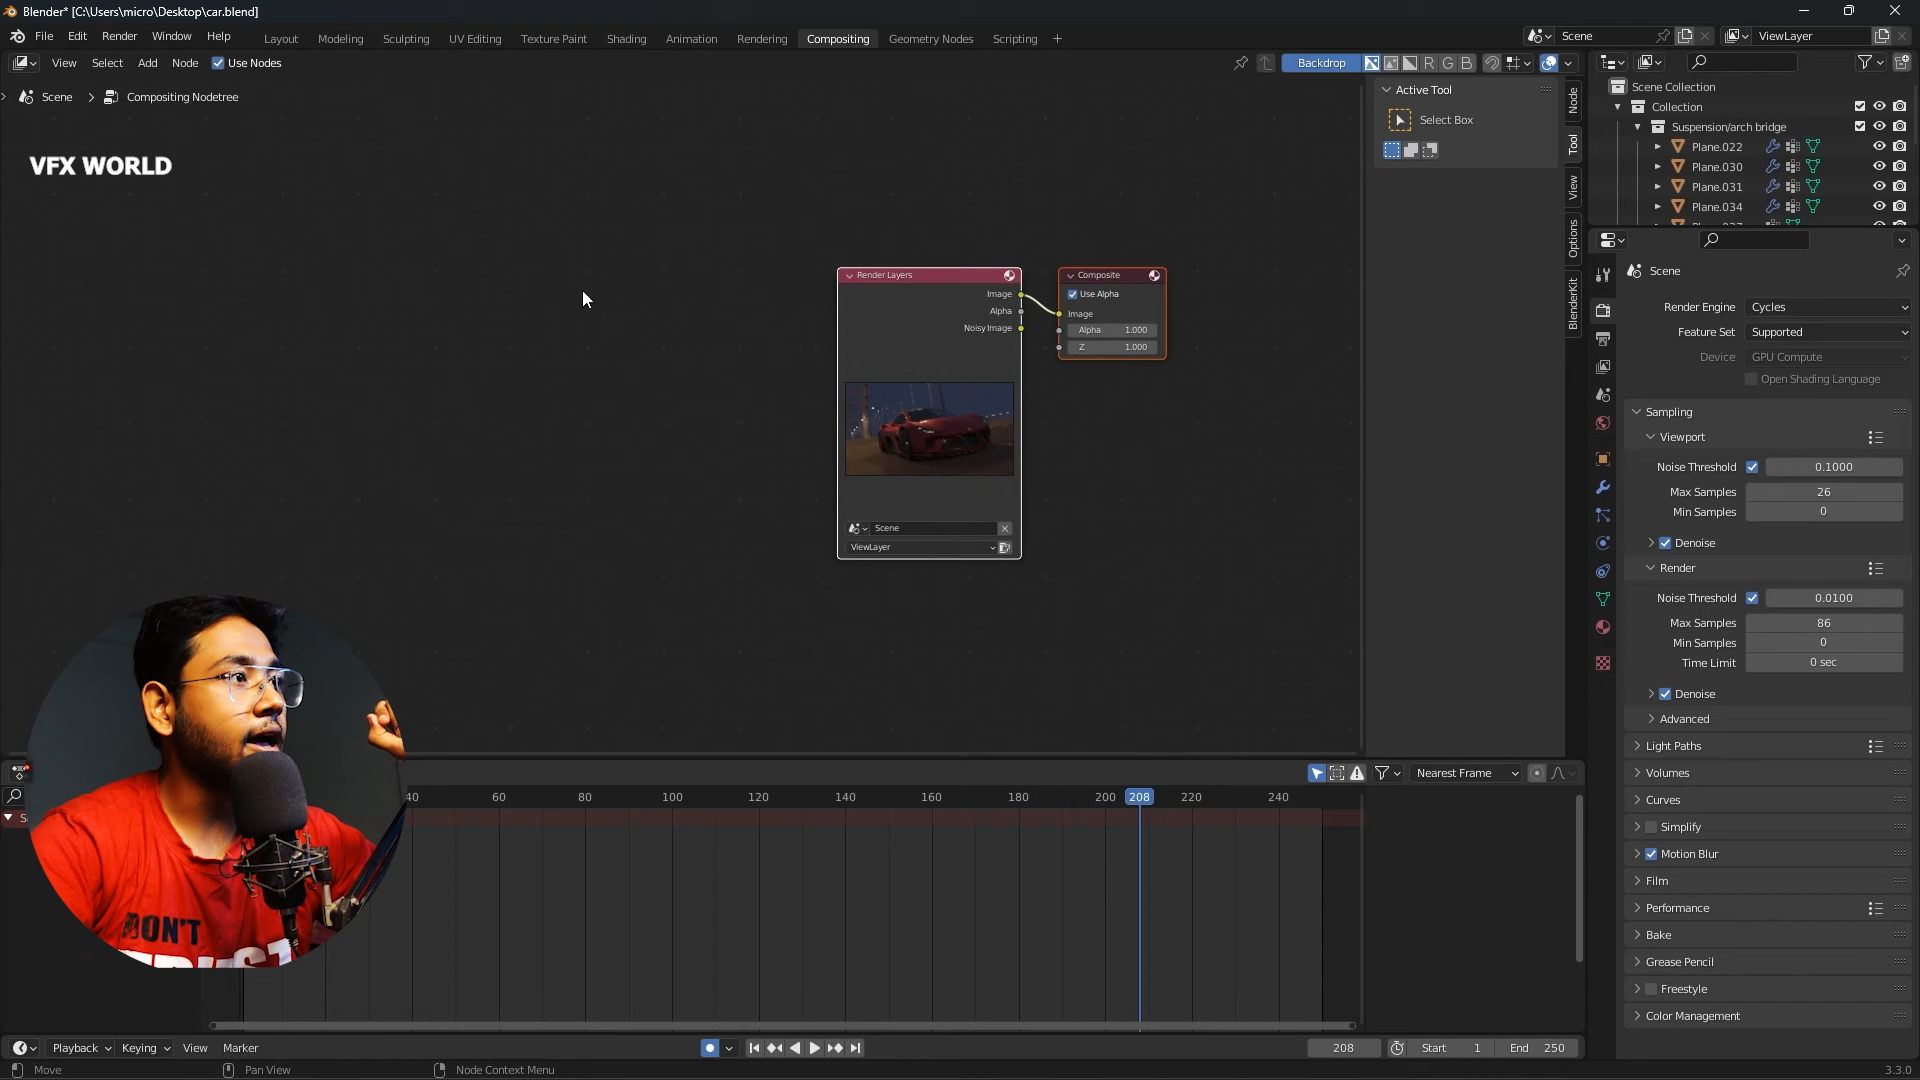 Blender* [C:\Users\micro\Desktop\car.blend]
File Edit Render Window Help Layout Modeling Sculpting UV Editing Texture Paint Shading Animation Rendering Compositing Geometry Nodes Scripting + Scene ViewLayer
View Select Add Node Use Nodes Backdrop R G B
Scene > Compositing Nodetree
VFX WORLD
Render Layers
Image
Alpha
Noisy Image
Scene
ViewLayer
Composite
Use Alpha
Image
Alpha 1.000
Z 1.000
Active Tool
Select Box
Node
Tool
View
Options
BlenderKit
Scene Collection
Collection
Suspension/arch bridge
Plane.022
Plane.030
Plane.031
Plane.034
Scene
Render Engine Cycles
Feature Set Supported
Device GPU Compute
Open Shading Language
Sampling
Viewport
Noise Threshold 0.1000
Max Samples 26
Min Samples 0
Denoise
Render
Noise Threshold 0.0100
Max Samples 86
Min Samples 0
Time Limit 0 sec
Denoise
Advanced
Light Paths
Volumes
Curves
Simplify
Motion Blur
Film
Performance
Bake
Grease Pencil
Freestyle
Color Management
Nearest Frame
40 60 80 100 120 140 160 180 200 208 220 240
DON'T
Playback Keying View Marker 208 Start 1 End 250
Move Pan View Node Context Menu 3.3.0